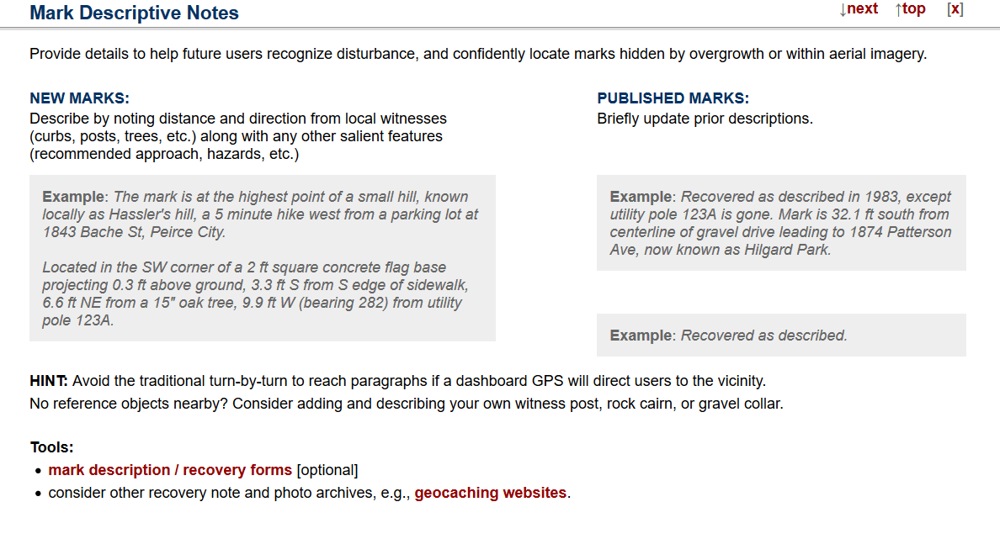 Mark Descriptive Notes
↓next ↑top [x]
Provide details to help future users recognize disturbance, and confidently locate marks hidden by overgrowth or within aerial imagery.
NEW MARKS:
Describe by noting distance and direction from local witnesses
(curbs, posts, trees, etc.) along with any other salient features
(recommended approach, hazards, etc.)
Example: The mark is at the highest point of a small hill, known
locally as Hassler's hill, a 5 minute hike west from a parking lot at
1843 Bache St, Peirce City.
Located in the SW corner of a 2 ft square concrete flag base
projecting 0.3 ft above ground, 3.3 ft S from S edge of sidewalk,
6.6 ft NE from a 15" oak tree, 9.9 ft W (bearing 282) from utility
pole 123A.
PUBLISHED MARKS:
Briefly update prior descriptions.
Example: Recovered as described in 1983, except
utility pole 123A is gone. Mark is 32.1 ft south from
centerline of gravel drive leading to 1874 Patterson
Ave, now known as Hilgard Park.
Example: Recovered as described.
HINT: Avoid the traditional turn-by-turn to reach paragraphs if a dashboard GPS will direct users to the vicinity.
No reference objects nearby? Consider adding and describing your own witness post, rock cairn, or gravel collar.
Tools:
• mark description / recovery forms [optional]
• consider other recovery note and photo archives, e.g., geocaching websites.